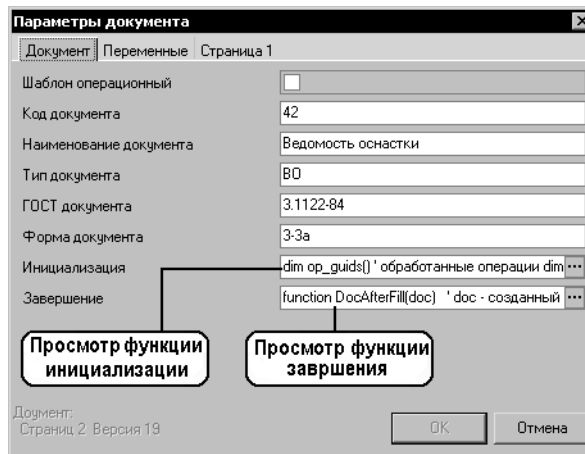 Параметры документа
Документ Переменные Страница 1
Шаблон операционный
Код документа 42
Наименование документа Ведомость оснастки
Тип документа ВО
ГОСТ документа 3.1122-84
Форма документа 3-3а
Инициализация dim op_guids() ' обработанные операции dim ...
Завершение function DocAfterFill(doc) ' doc - созданный ...
Просмотр функции инициализации
Просмотр функции завршения
Доумент:
Страниц 2 Версия 19
OK Отмена